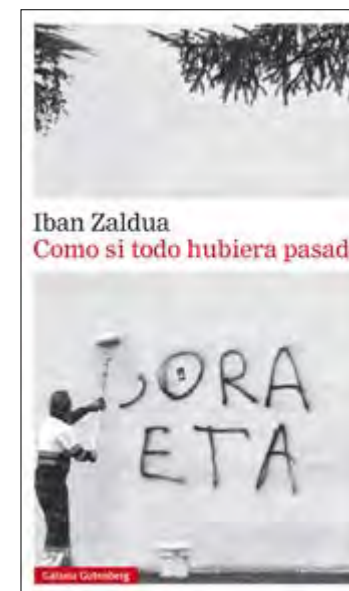 Iban Zaldua
Como si todo hubiera pasad
ORA
ETA
Galaxia Gutenberg